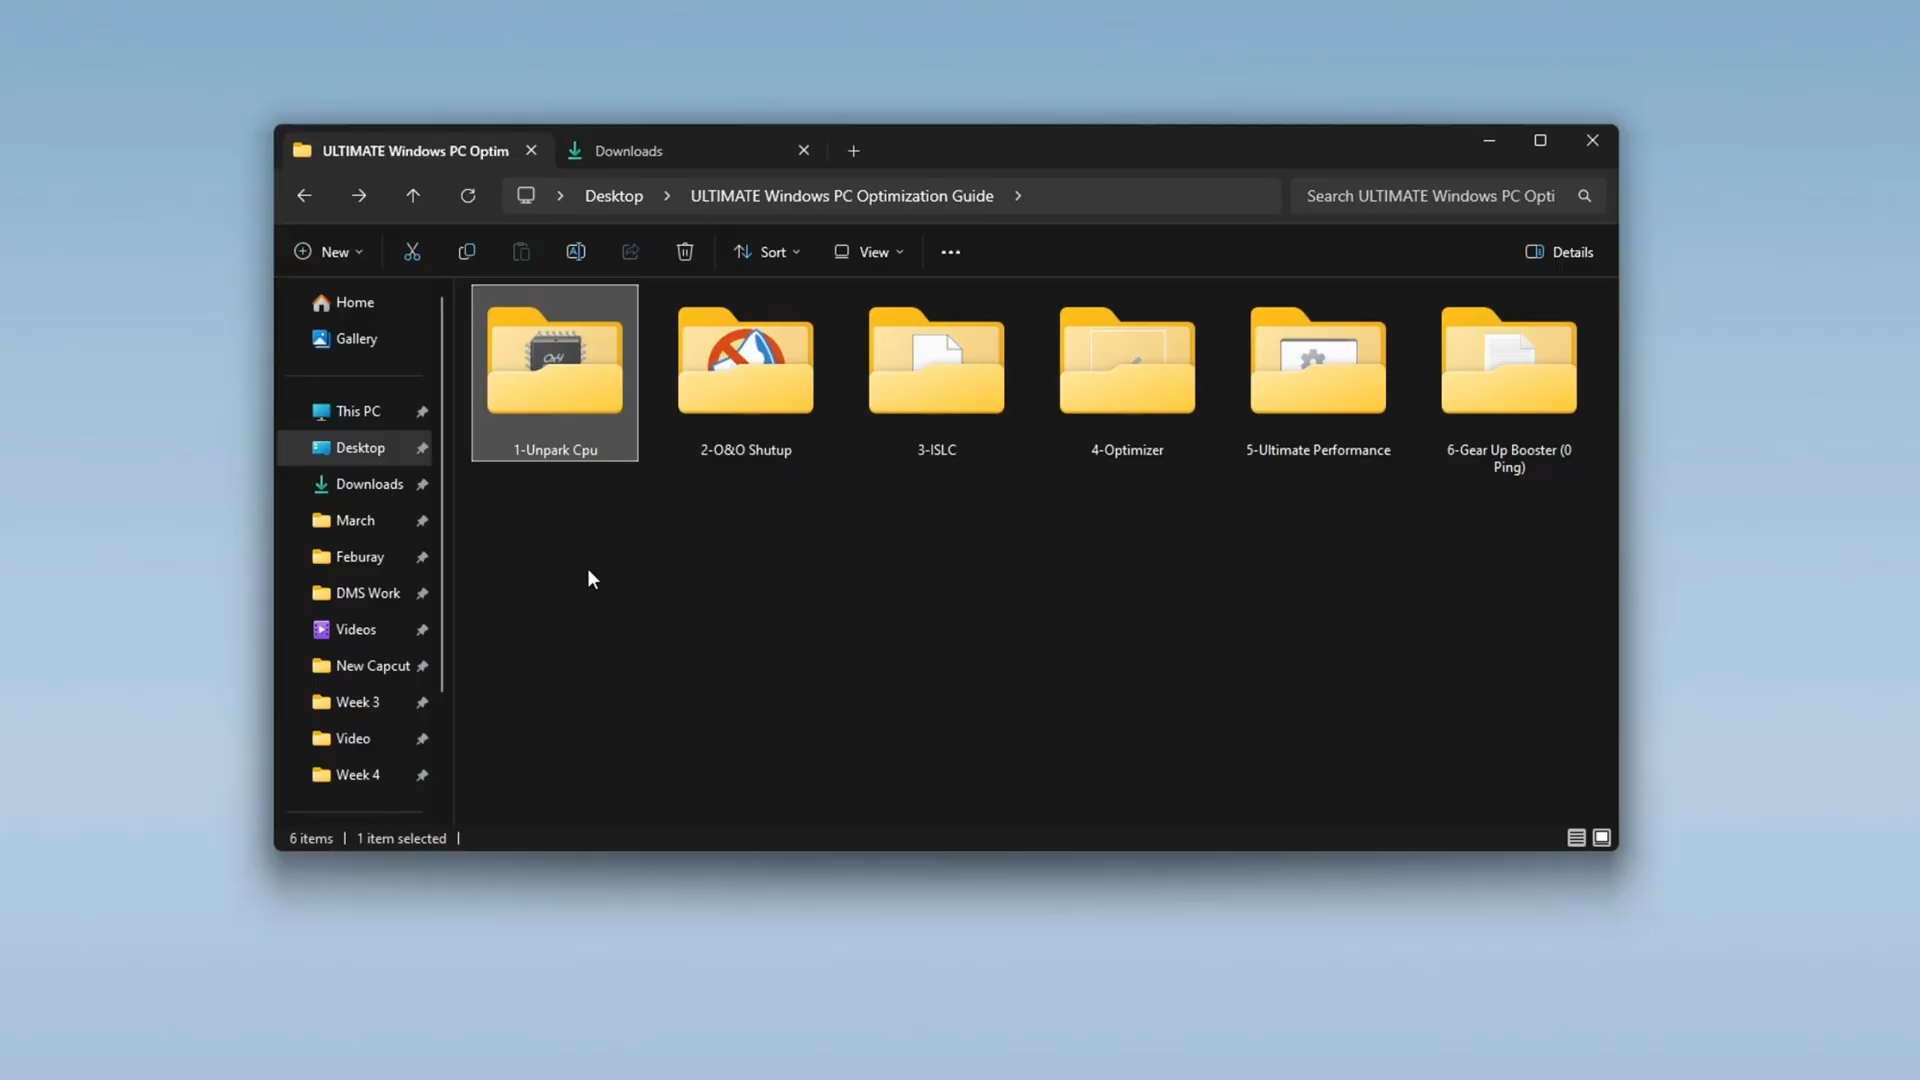 ULTIMATE Windows PC Optim
Downloads
Desktop
ULTIMATE Windows PC Optimization Guide
Search ULTIMATE Windows PC Opti
New
Sort
View
Details
Home
Gallery
This PC
Desktop
Downloads
March
Feburay
DMS Work
Videos
New Capcut
Week 3
Video
Week 4
1-Unpark Cpu
2-O&O Shutup
3-ISLC
4-Optimizer
5-Ultimate Performance
6-Gear Up Booster (0
Ping)
6 items
1 item selected